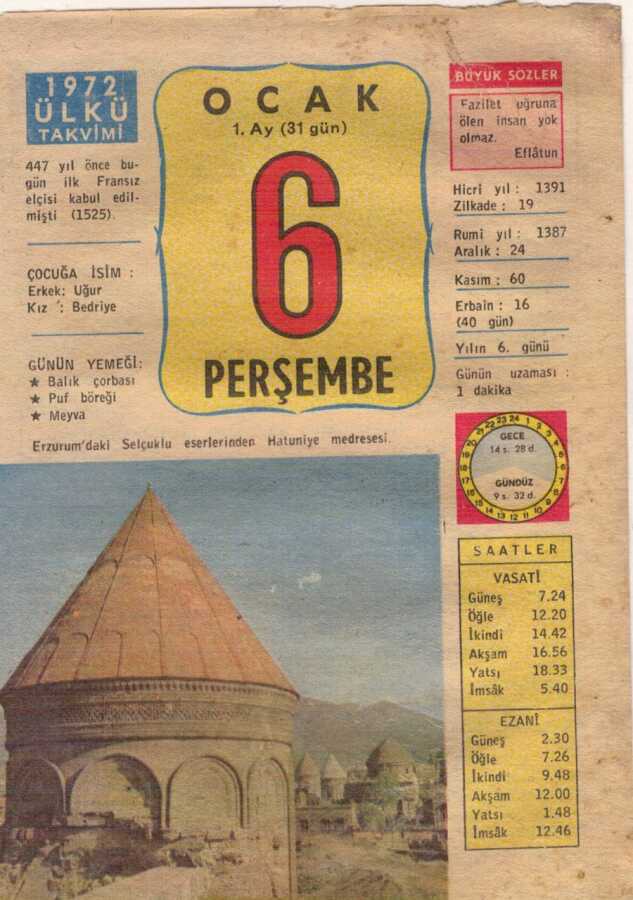 1972
ÜLKÜ
TAKVİMİ
447 yıl önce bu-
gün ilk Fransız
elçisi kabul edil-
mişti (1525).
ÇOCUĞA İSİM :
Erkek: Uğur
Kız : Bedriye
GÜNÜN YEMEĞİ:
★ Balık çorbası
★ Puf böreği
★ Meyva
OCAK
1. Ay (31 gün)
6
PERŞEMBE
BÜYÜK SÖZLER
Fazilet uğruna
ölen insan yok
olmaz.
Eflâtun
Hicri yıl : 1391
Zilkade : 19
Rumi yıl : 1387
Aralık : 24
Kasım : 60
Erbain : 16
(40 gün)
Yılın 6. günü
Günün uzaması :
1 dakika
Erzurum'daki Selçuklu eserlerinden Hatuniye medresesi.
GECE
14 s. 28 d.
GÜNDÜZ
9 s. 32 d.
SAATLER
VASATİ
Güneş 7.24
Öğle 12.20
İkindi 14.42
Akşam 16.56
Yatsı 18.33
İmsâk 5.40
EZANİ
Güneş 2.30
Öğle 7.26
İkindi 9.48
Akşam 12.00
Yatsı 1.48
İmsâk 12.46